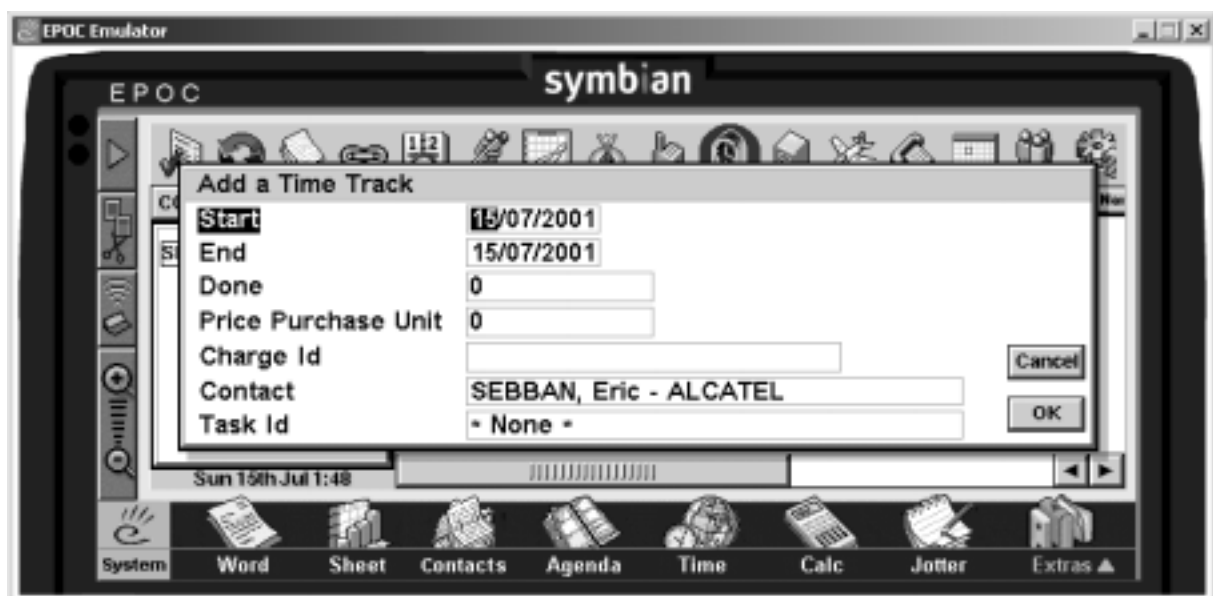 EPOC Emulator
symbian
EPOC
Add a Time Track
Start 15/07/2001
End 15/07/2001
Done 0
Price Purchase Unit 0
Charge Id
Cancel
Contact SEBBAN, Eric - ALCATEL
Task Id - None -
OK
Sun 15th Jul 1:48
System Word Sheet Contacts Agenda Time Calc Jotter Extras